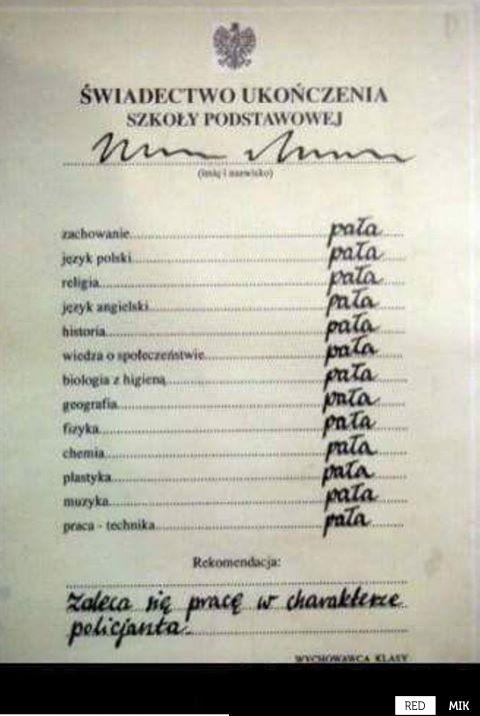 ŚWIADECTWO UKOŃCZENIA
SZKOŁY PODSTAWOWEJ
(imię i nazwisko)
zachowanie pała
język polski pała
religia pała
język angielski pała
historia pała
wiedza o społeczeństwie pała
biologia z higieną pała
geografia pała
fizyka pała
chemia pała
plastyka pała
muzyka pała
praca - technika pała
Rekomendacja:
Zaleca się pracę w charakterze
policjanta.
WYCHOWAWCA KLASY
RED MIK